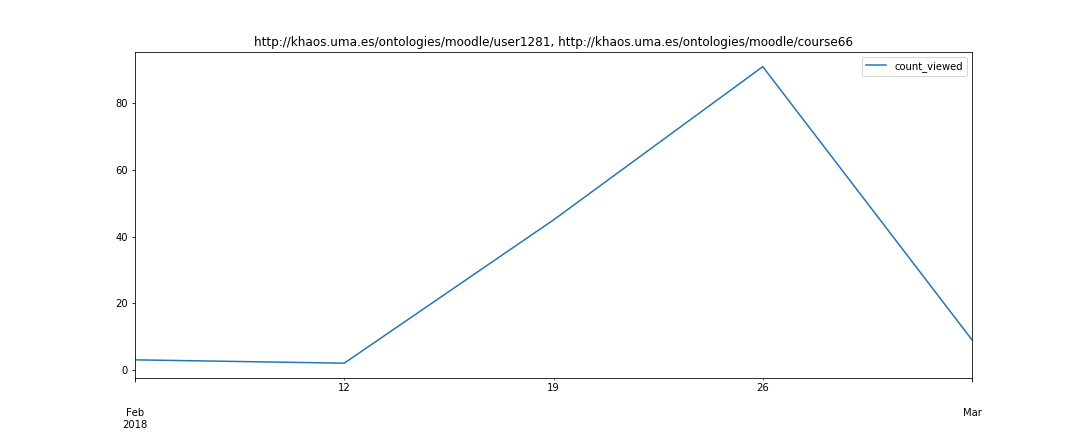 http://khaos.uma.es/ontologies/moodle/user1281, http://khaos.uma.es/ontologies/moodle/course66
count_viewed
80
60
40
20
0
12 19 26
Feb Mar
2018